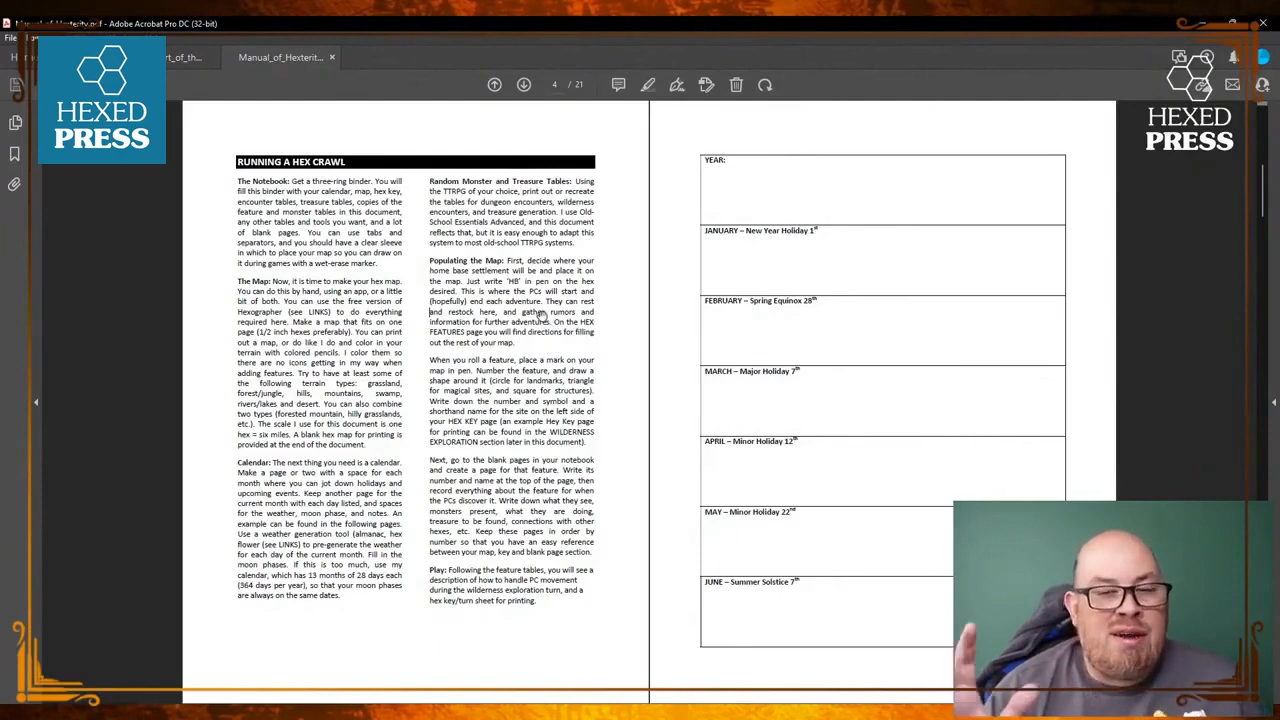 Manual_of_Hexterity.pdf - Adobe Acrobat Pro DC (32-bit)
rt_of_th...
Manual_of_Hexterit...
4 / 21
HEXED
PRESS
HEXED
PRESS
RUNNING A HEX CRAWL
The Notebook: Get a three-ring binder. You will
fill this binder with your calendar, map, hex key,
encounter tables, treasure tables, copies of the
feature and monster tables in this document,
any other tables and tools you want, and a lot
of blank pages. You can use tabs and
separators, and you should have a clear sleeve
in which to place your map so you can draw on
it during games with a wet-erase marker.
The Map: Now, it is time to make your hex map.
You can do this by hand, using an app, or a little
bit of both. You can use the free version of
Hexographer (see LINKS) to do everything
required here. Make a map that fits on one
page (1/2 inch hexes preferably). You can print
out a map, or do like I do and color in your
terrain with colored pencils. I color them so
there are no icons getting in my way when
adding features. Try to have at least some of
the following terrain types: grassland,
forest/jungle, hills, mountains, swamp,
rivers/lakes and desert. You can also combine
two types (forested mountain, hilly grasslands,
etc.). The scale I use for this document is one
hex = six miles. A blank hex map for printing is
provided at the end of the document.
Calendar: The next thing you need is a calendar.
Make a page or two with a space for each
month where you can jot down holidays and
upcoming events. Keep another page for the
current month with each day listed, and spaces
for the weather, moon phase, and notes. An
example can be found in the following pages.
Use a weather generation tool (almanac, hex
flower (see LINKS) to pre-generate the weather
for each day of the current month. Fill in the
moon phases. If this is too much, use my
calendar, which has 13 months of 28 days each
(364 days per year), so that your moon phases
are always on the same dates.
Random Monster and Treasure Tables: Using
the TTRPG of your choice, print out or recreate
the tables for dungeon encounters, wilderness
encounters, and treasure generation. I use Old-
School Essentials Advanced, and this document
reflects that, but it is easy enough to adapt this
system to most old-school TTRPG systems.
Populating the Map: First, decide where your
home base settlement will be and place it on
the map. Just write 'HB' in pen on the hex
desired. This is where the PCs will start and
(hopefully) end each adventure. They can rest
and restock here, and gather rumors and
information for further adventures. On the HEX
FEATURES page you will find directions for filling
out the rest of your map.
When you roll a feature, place a mark on your
map in pen. Number the feature, and draw a
shape around it (circle for landmarks, triangle
for magical sites, and square for structures).
Write down the number and symbol and a
shorthand name for the site on the left side of
your HEX KEY page (an example Hey Key page
for printing can be found in the WILDERNESS
EXPLORATION section later in this document).
Next, go to the blank pages in your notebook
and create a page for that feature. Write its
number and name at the top of the page, then
record everything about the feature for when
the PCs discover it. Write down what they see,
monsters present, what they are doing,
treasure to be found, connections with other
hexes, etc. Keep these pages in order by
number so that you have an easy reference
between your map, key and blank page section.
Play: Following the feature tables, you will see a
description of how to handle PC movement
during the wilderness exploration turn, and a
hex key/turn sheet for printing.
YEAR:
JANUARY – New Year Holiday 1st
FEBRUARY – Spring Equinox 28th
MARCH – Major Holiday 7th
APRIL – Minor Holiday 12th
MAY – Minor Holiday 22nd
JUNE – Summer Solstice 7th